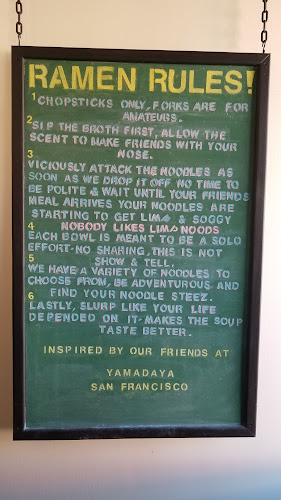 RAMEN RULES!
1 CHOPSTICKS ONLY, FORKS ARE FOR
AMATEURS.
2
SIP THE BROTH FIRST, ALLOW THE
SCENT TO MAKE FRIENDS WITH YOUR
3 NOSE.
VICIOUSLY ATTACK THE NOODLES AS
SOON AS WE DROP IT OFF NO TIME TO
BE POLITE & WAIT UNTIL YOUR FRIENDS
MEAL ARRIVES YOUR NOODLES ARE
STARTING TO GET LIMP & SOGGY
4 NOBODY LIKES LIMP NOODS
EACH BOWL IS MEANT TO BE A SOLO
EFFORT-NO SHARING, THIS IS NOT
5 SHOW & TELL.
WE HAVE A VARIETY OF NOODLES TO
CHOOSE FROM, BE ADVENTUROUS AND
6 FIND YOUR NOODLE STEEZ.
LASTLY, SLURP LIKE YOUR LIFE
DEPENDED ON IT-MAKES THE SOUP
TASTE BETTER.
INSPIRED BY OUR FRIENDS AT
YAMADAYA
SAN FRANCISCO